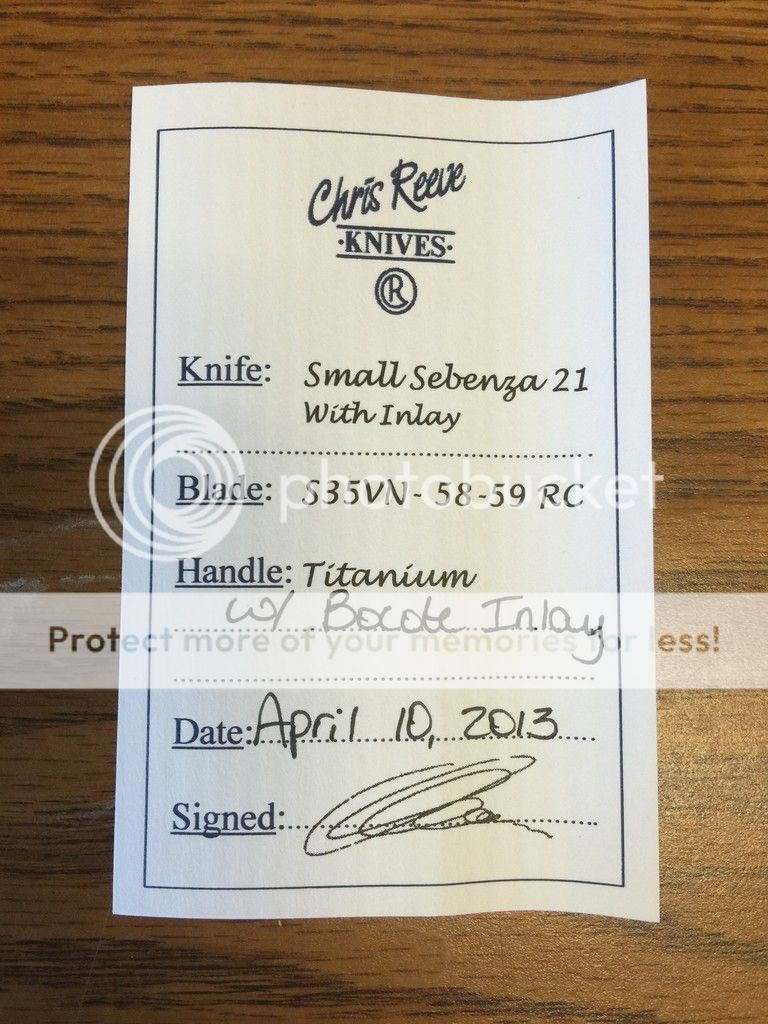 Chris Reeve
·KNIVES·
®
Knife: Small Sebenza 21
With Inlay
photobucket
Blade: S35VN - 58-59 RC
Handle: Titanium
w/ Bocote Inlay
Protect more of your memories for less!
Date: April 10, 2013
Signed: